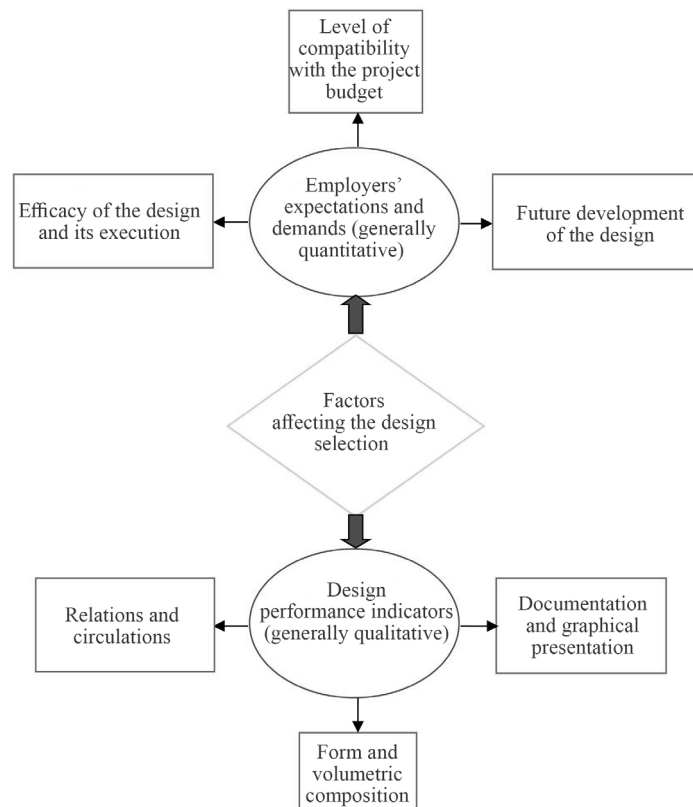 Level of
compatibility
with the project
budget
Efficacy of the design
and its execution
Employers'
expectations and
demands (generally
quantitative)
Future development
of the design
Factors
affecting the design
selection
Relations and
circulations
Design
performance indicators
(generally qualitative)
Documentation
and graphical
presentation
Form and
volumetric
composition